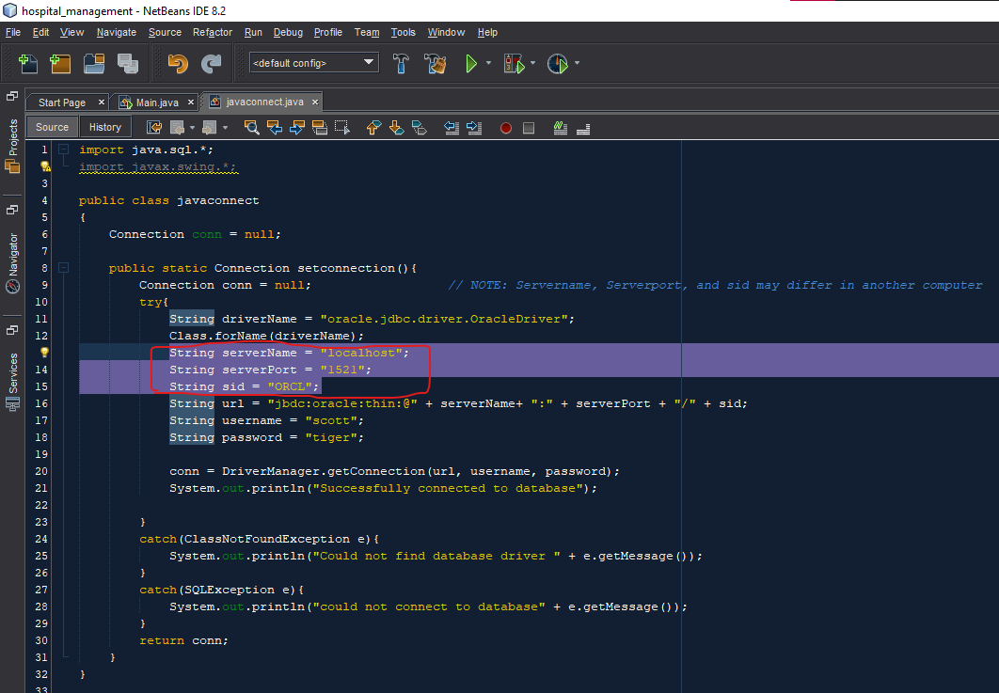 hospital_management - NetBeans IDE 8.2
File Edit View Navigate Source Refactor Run Debug Profile Team Tools Window Help
<default config>
Start Page × Main.java × javaconnect.java ×
Source History
Projects
Navigator
Services
1 import java.sql.*;
import javax.swing.*;
3
4 public class javaconnect
5 {
6 Connection conn = null;
7
8 public static Connection setconnection(){
9 Connection conn = null; // NOTE: Servername, Serverport, and sid may differ in another computer
10 try{
11 String driverName = "oracle.jdbc.driver.OracleDriver";
12 Class.forName(driverName);
String serverName = "localhost";
14 String serverPort = "1521";
15 String sid = "ORCL";
16 String url = "jbdc:oracle:thin:@" + serverName+ ":" + serverPort + "/" + sid;
17 String username = "scott";
18 String password = "tiger";
19
20 conn = DriverManager.getConnection(url, username, password);
21 System.out.println("Successfully connected to database");
22
23 }
24 catch(ClassNotFoundException e){
25 System.out.println("Could not find database driver " + e.getMessage());
26 }
27 catch(SQLException e){
28 System.out.println("could not connect to database" + e.getMessage());
29 }
30 return conn;
31 }
32 }
33